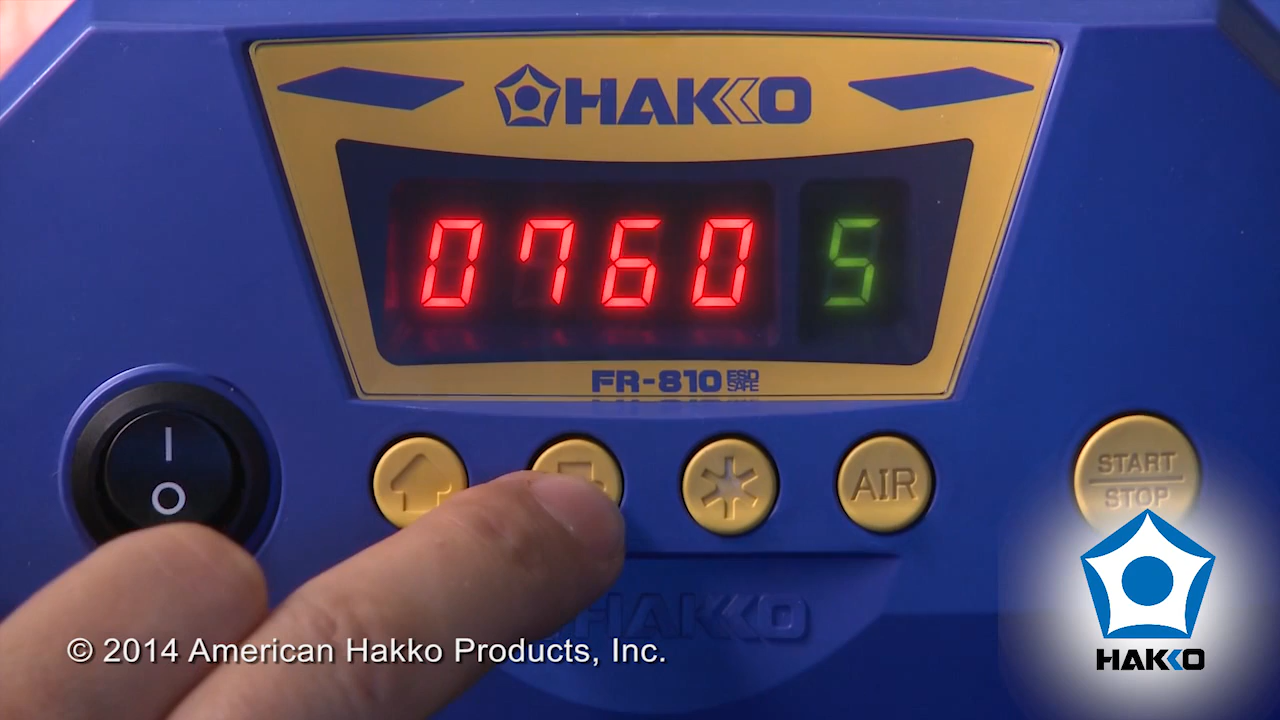 HAKKO
0760 5
FR-810 ESD SAFE
I
O
AIR
START
STOP
HAKKO
© 2014 American Hakko Products, Inc.
HAKKO